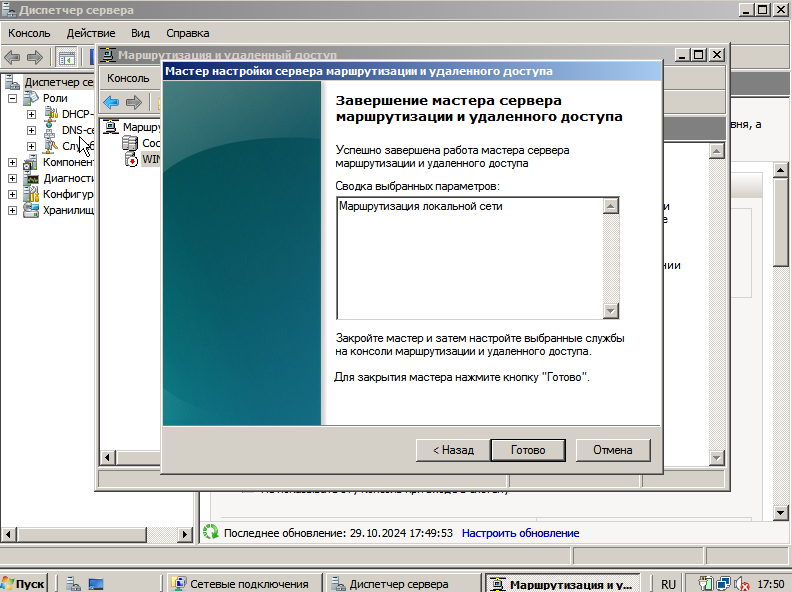 Диспетчер сервера
Консоль Действие Вид Справка
Маршрутизация и удаленный доступ
Консоль
Мастер настройки сервера маршрутизации и удаленного доступа
Диспетчер се
Роли
DHCP-
DNS-се
Компонен
Диагности
Конфигур
Хранилищ
Маршру
Сос
WIN
Завершение мастера сервера
маршрутизации и удаленного доступа
Успешно завершена работа мастера сервера
маршрутизации и удаленного доступа
Сводка выбранных параметров:
Маршрутизация локальной сети
Закройте мастер и затем настройте выбранные службы
на консоли маршрутизации и удаленного доступа.
Для закрытия мастера нажмите кнопку "Готово".
< Назад Готово Отмена
вня, а
и
е
нии
Последнее обновление: 29.10.2024 17:49:53 Настроить обновление
Пуск
Сетевые подключения
Диспетчер сервера
Маршрутизация и у...
RU
17:50